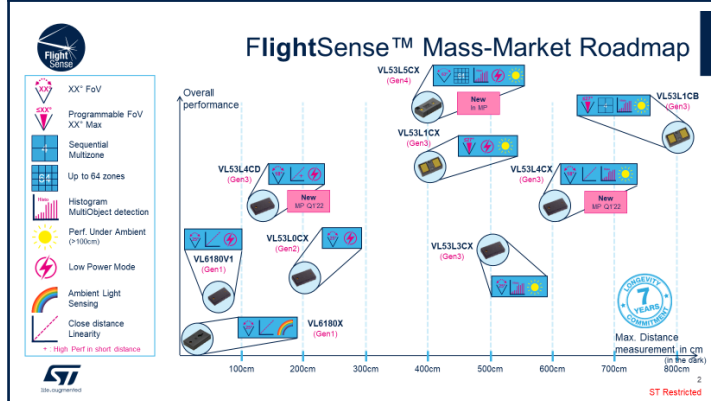 Flight
Sense
FlightSense™ Mass-Market Roadmap
XX°
XX° FoV
≤XX°
Programmable FoV
XX° Max
Sequential
Multizone
64
Up to 64 zones
Histogram
MultiObject detection
Perf. Under Ambient
(>100cm)
Low Power Mode
Ambient Light
Sensing
Close distance
Linearity
+ : High Perf in short distance
Overall
performance
VL53L5CX
(Gen4)
New
In MP
VL53L1CB
(Gen3)
VL53L1CX
(Gen3)
VL53L4CD
(Gen3)
New
MP Q1'22
VL53L4CX
(Gen3)
New
MP Q1'22
VL53L0CX
(Gen2)
VL6180V1
(Gen1)
VL53L3CX
(Gen3)
VL6180X
(Gen1)
LONGEVITY
7
YEARS
COMMITMENT
Max. Distance
measurement, in cm
(in the dark)
100cm
200cm
300cm
400cm
500cm
600cm
700cm
800cm
ST
life.augmented
2
ST Restricted